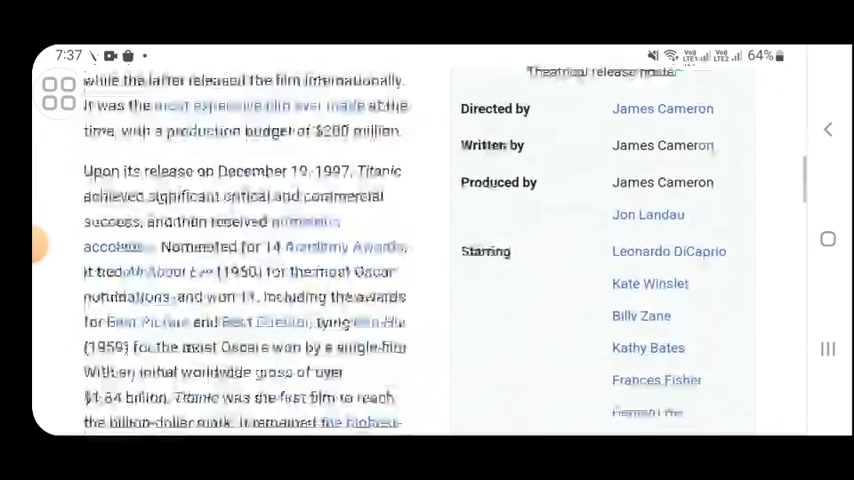 7:37
Vo))
LTE1
Vo))
LTE2
64%
while the latter released the film internationally.
It was the most expensive film ever made at the
time, with a production budget of $200 million.
Upon its release on December 19, 1997, Titanic
achieved significant critical and commercial
success, and then received numerous
accolades. Nominated for 14 Academy Awards,
it tied All About Eve (1950) for the most Oscar
nominations and won 11, including the awards
for Best Picture and Best Director, tying Ben-Hur
(1959) for the most Oscars won by a single film
With an initial worldwide gross of over
$1.84 billion, Titanic was the first film to reach
the billion-dollar mark. It remained the highest-
Theatrical release poster
Directed by
James Cameron
Written by
James Cameron
Produced by
James Cameron
Jon Landau
Starring
Leonardo DiCaprio
Kate Winslet
Billy Zane
Kathy Bates
Frances Fisher